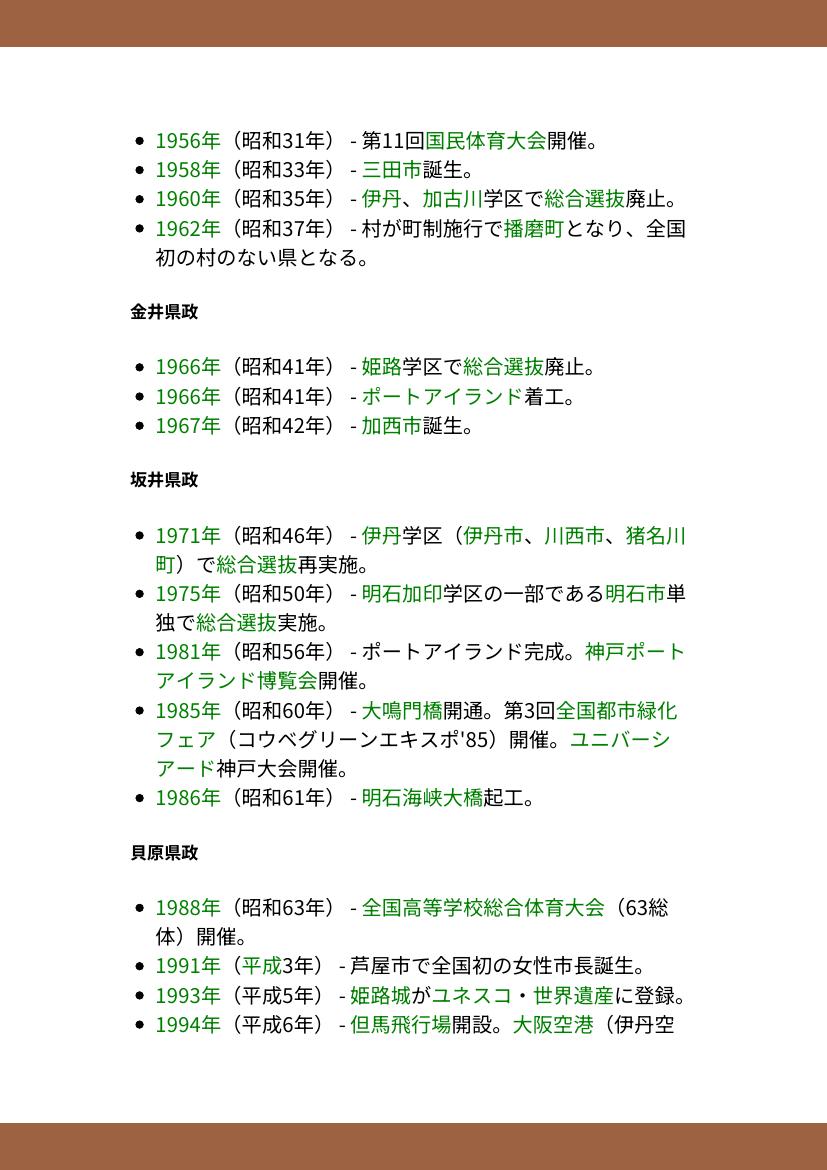 • 1956年（昭和31年） - 第11回国民体育大会開催。
• 1958年（昭和33年） - 三田市誕生。
• 1960年（昭和35年） - 伊丹、加古川学区で総合選抜廃止。
• 1962年（昭和37年） - 村が町制施行で播磨町となり、全国
初の村のない県となる。
金井県政
• 1966年（昭和41年） - 姫路学区で総合選抜廃止。
• 1966年（昭和41年） - ポートアイランド着工。
• 1967年（昭和42年） - 加西市誕生。
坂井県政
• 1971年（昭和46年） - 伊丹学区（伊丹市、川西市、猪名川
町）で総合選抜再実施。
• 1975年（昭和50年） - 明石加印学区の一部である明石市単
独で総合選抜実施。
• 1981年（昭和56年） - ポートアイランド完成。神戸ポート
アイランド博覧会開催。
• 1985年（昭和60年） - 大鳴門橋開通。第3回全国都市緑化
フェア（コウベグリーンエキスポ'85）開催。ユニバーシ
アード神戸大会開催。
• 1986年（昭和61年） - 明石海峡大橋起工。
貝原県政
• 1988年（昭和63年） - 全国高等学校総合体育大会（63総
体）開催。
• 1991年（平成3年） - 芦屋市で全国初の女性市長誕生。
• 1993年（平成5年） - 姫路城がユネスコ・世界遺産に登録。
• 1994年（平成6年） - 但馬飛行場開設。大阪空港（伊丹空